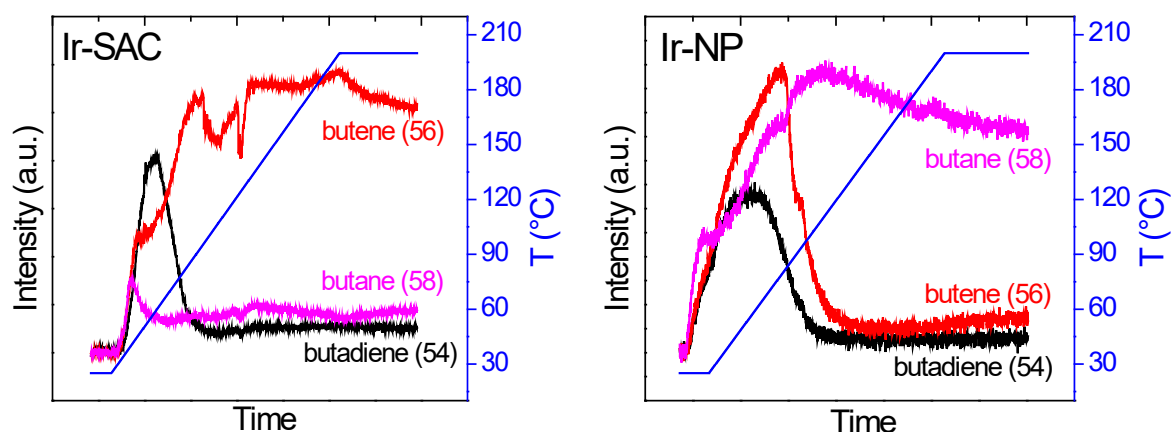 Ir-SAC
Intensity (a.u.)
butene (56)
butane (58)
butadiene (54)
Time
210
180
150
120
90
60
30
T (°C)
Ir-NP
Intensity (a.u.)
butane (58)
butene (56)
butadiene (54)
Time
210
180
150
120
90
60
30
T (°C)